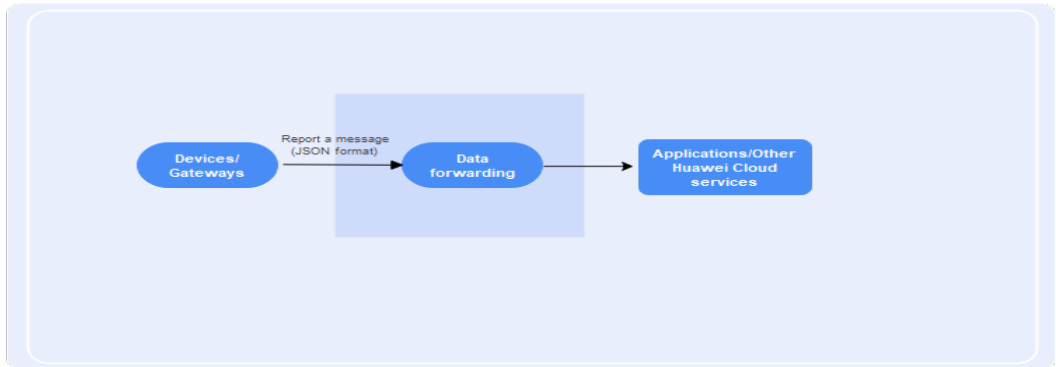 Devices/
Gateways
Report a message
(JSON format)
Data
forwarding
Applications/Other
Huawei Cloud
services